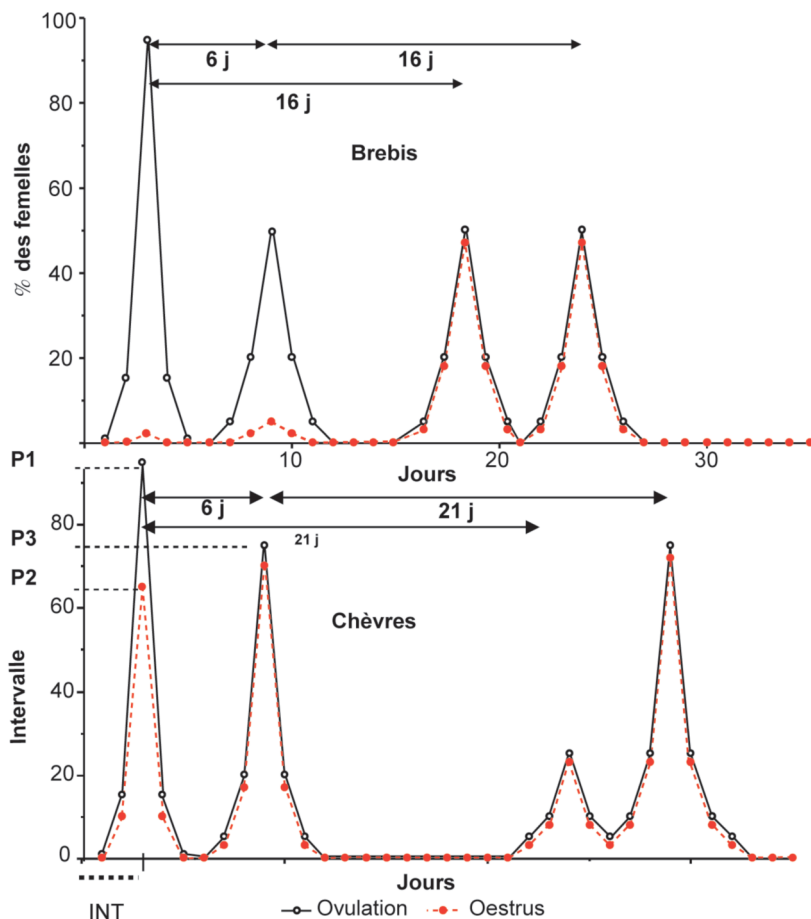 100
6 j
16 j
16 j
80
Brebis
60
% des femelles
40
20
10
20
30
Jours
P1
6 j
21 j
80
P3
21 j
P2
Chèvres
60
Intervalle
40
20
0
Jours
INT
Ovulation
Oestrus